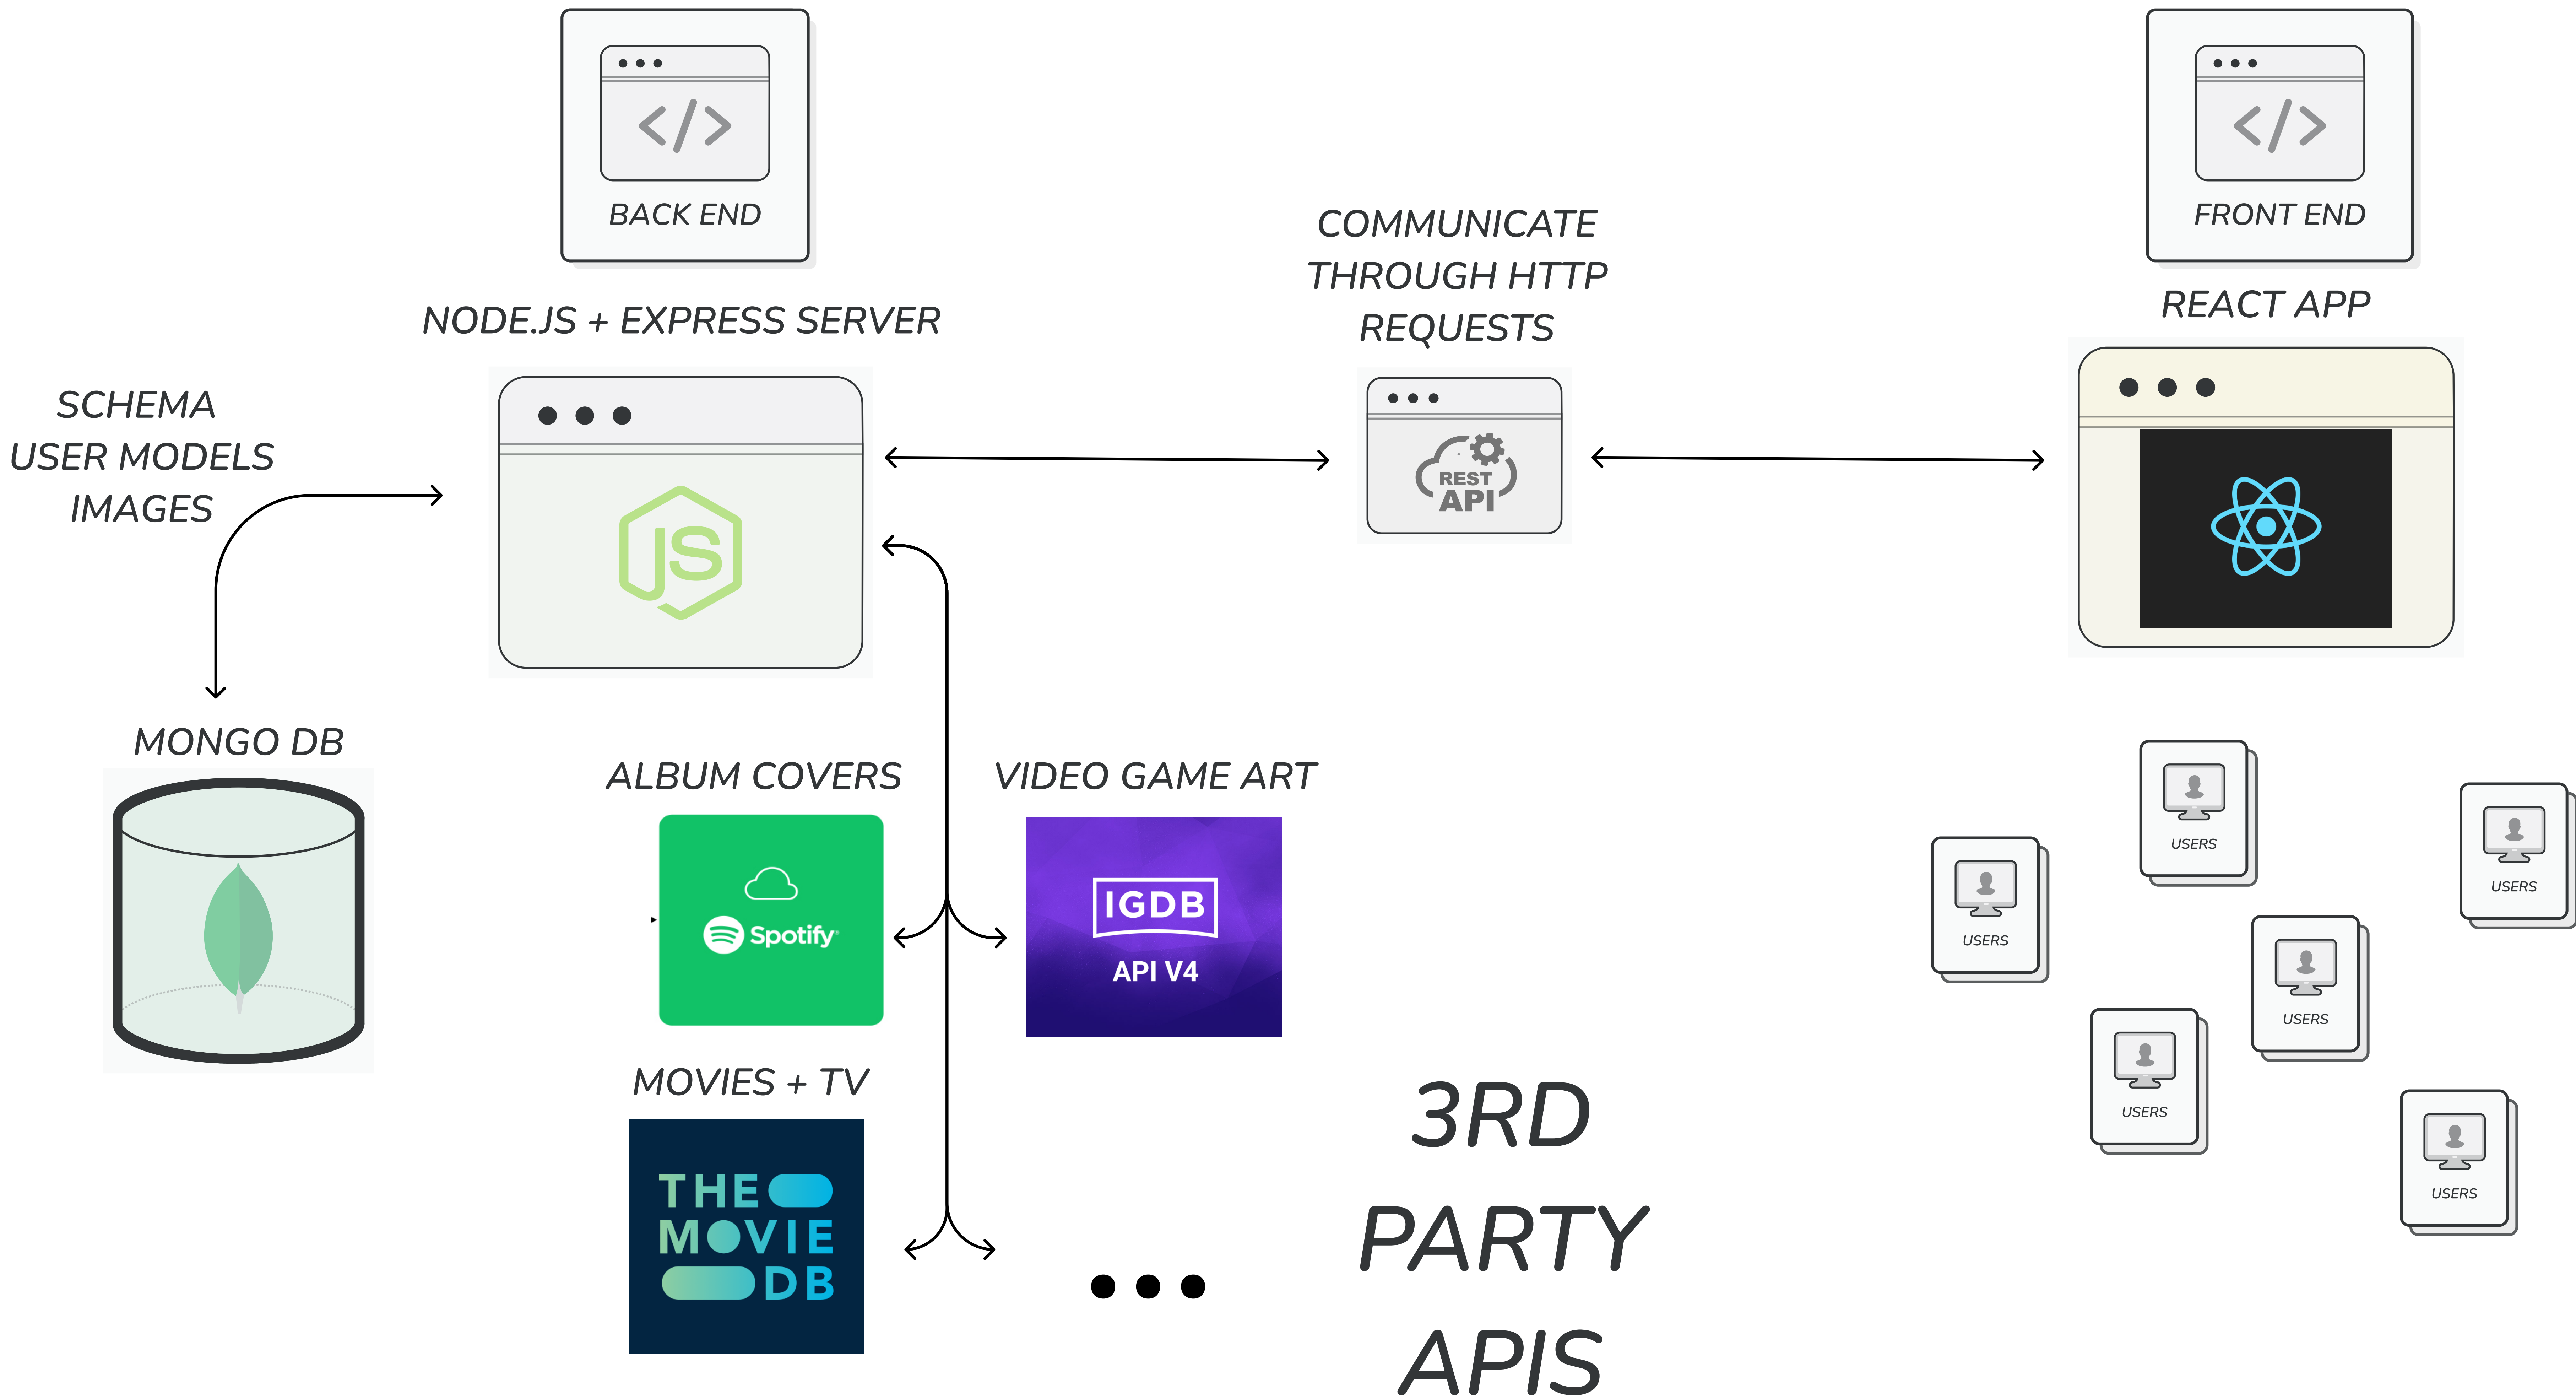 BACK END
FRONT END
COMMUNICATE
THROUGH HTTP
REQUESTS
NODE.JS + EXPRESS SERVER
REACT APP
SCHEMA
USER MODELS
IMAGES
JS
REST
API
MONGO DB
ALBUM COVERS
VIDEO GAME ART
Spotify
IGDB
API V4
MOVIES + TV
THE
MOVIE
DB
3RD
PARTY
APIS
USERS
USERS
USERS
USERS
USERS
USERS